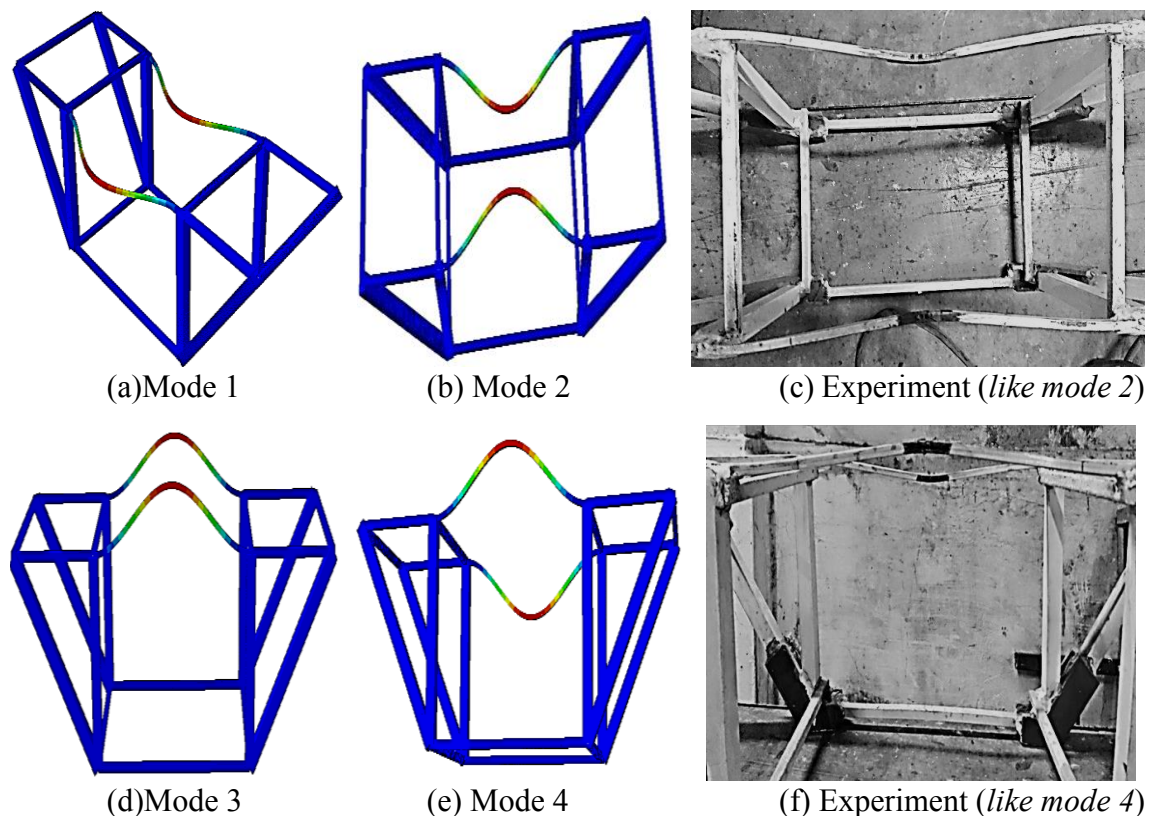 (a)Mode 1
(b) Mode 2
(c) Experiment (like mode 2)
(d)Mode 3
(e) Mode 4
(f) Experiment (like mode 4)